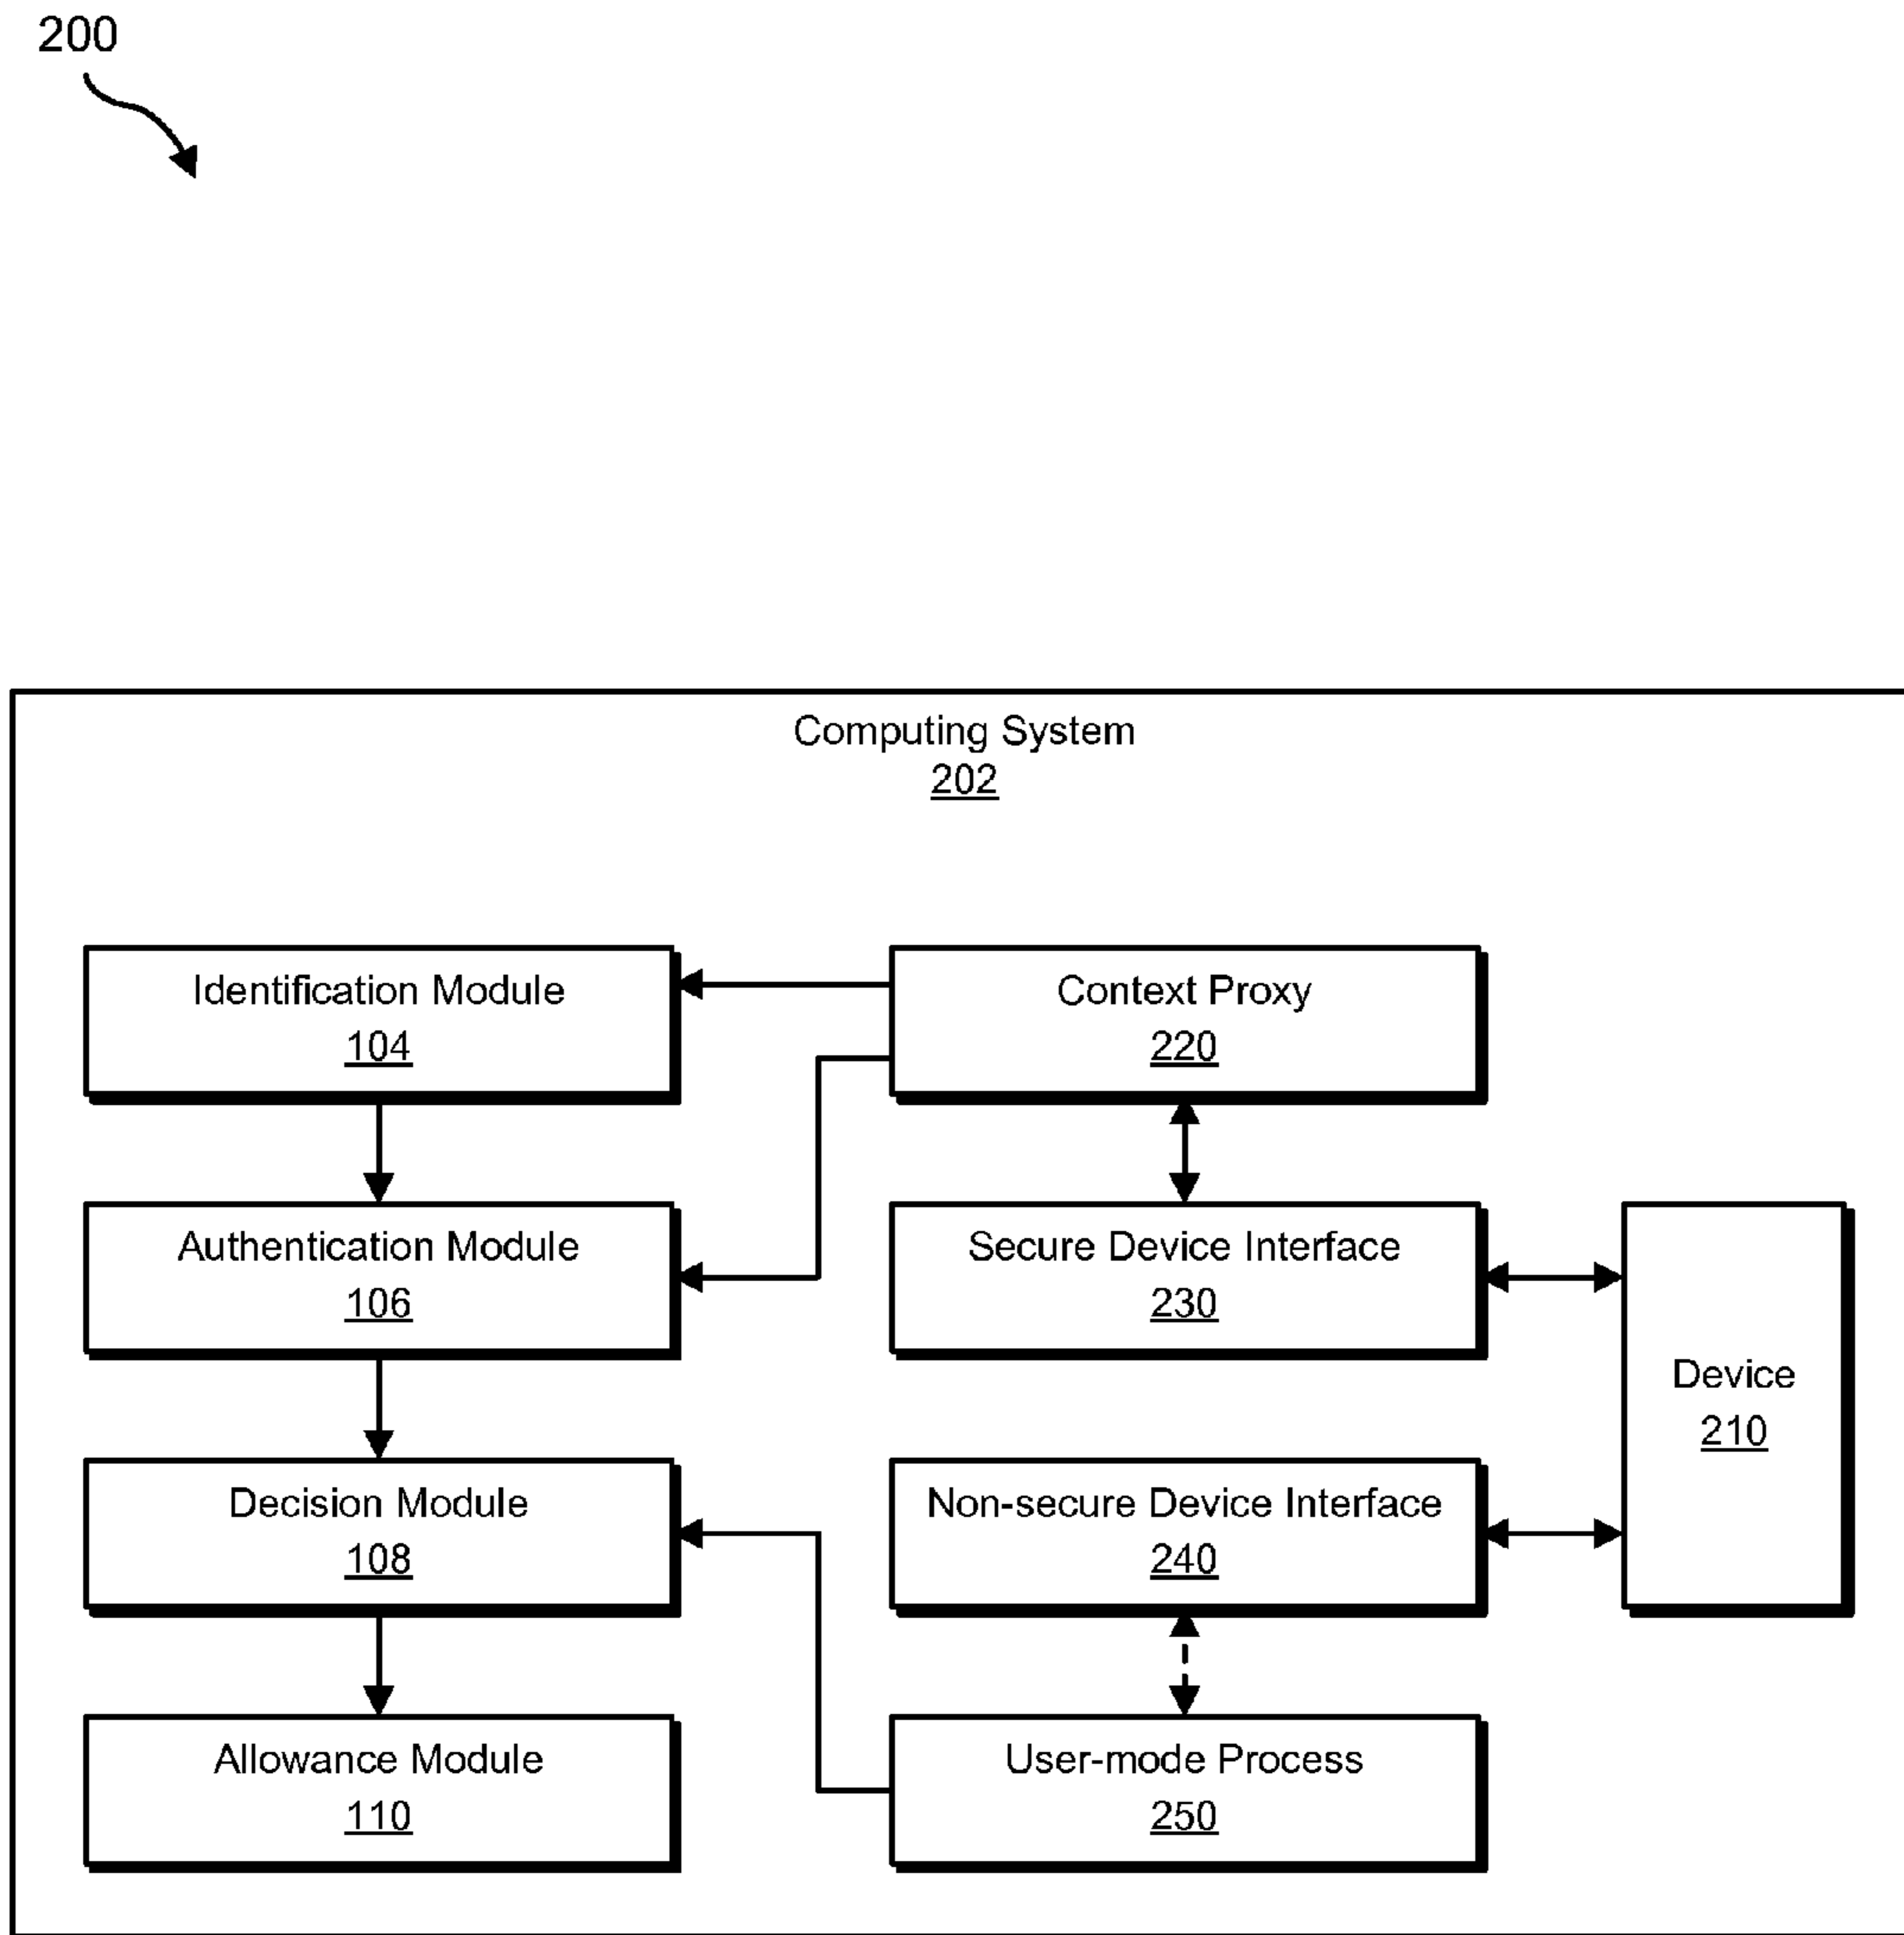 200
Computing System
202
Identification Module
104
Context Proxy
220
Authentication Module
106
Secure Device Interface
230
Device
210
Decision Module
108
Non-secure Device Interface
240
Allowance Module
110
User-mode Process
250